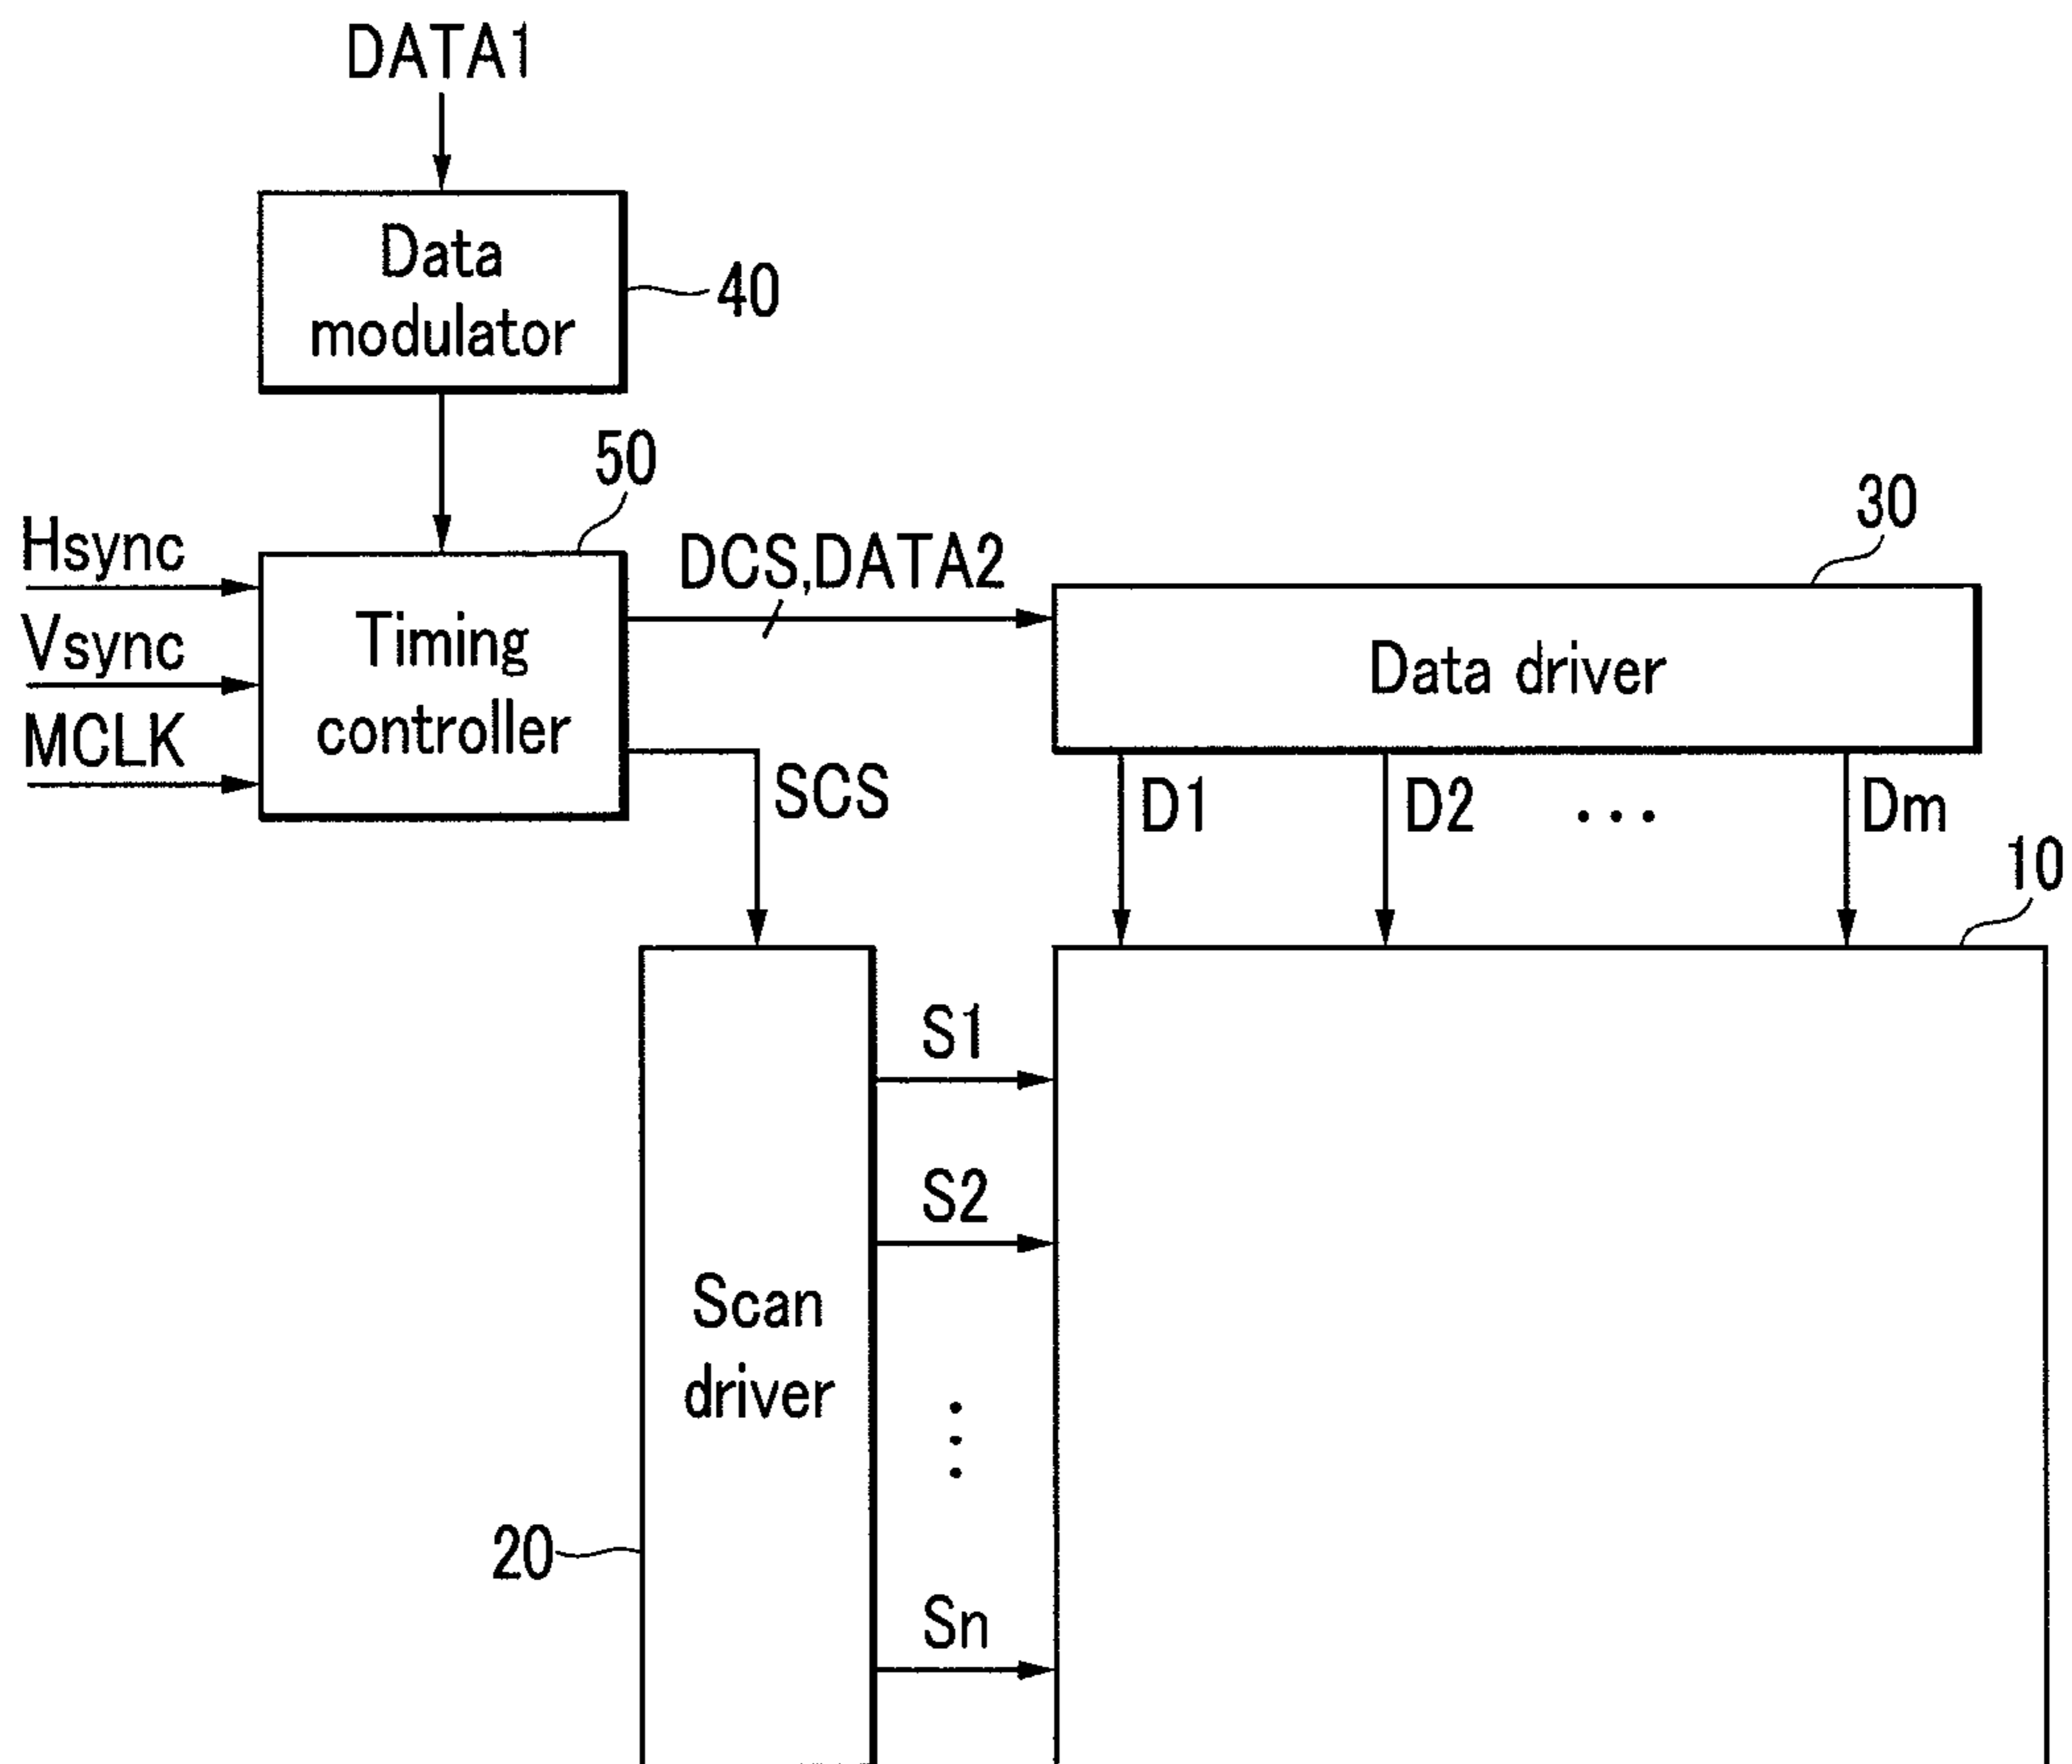 DATA1
Data
modulator
40
50
30
Hsync
Vsync
MCLK
Timing
controller
DCS,DATA2
Data driver
SCS
D1 D2 ... Dm
10
S1
S2
Scan
driver
20
Sn